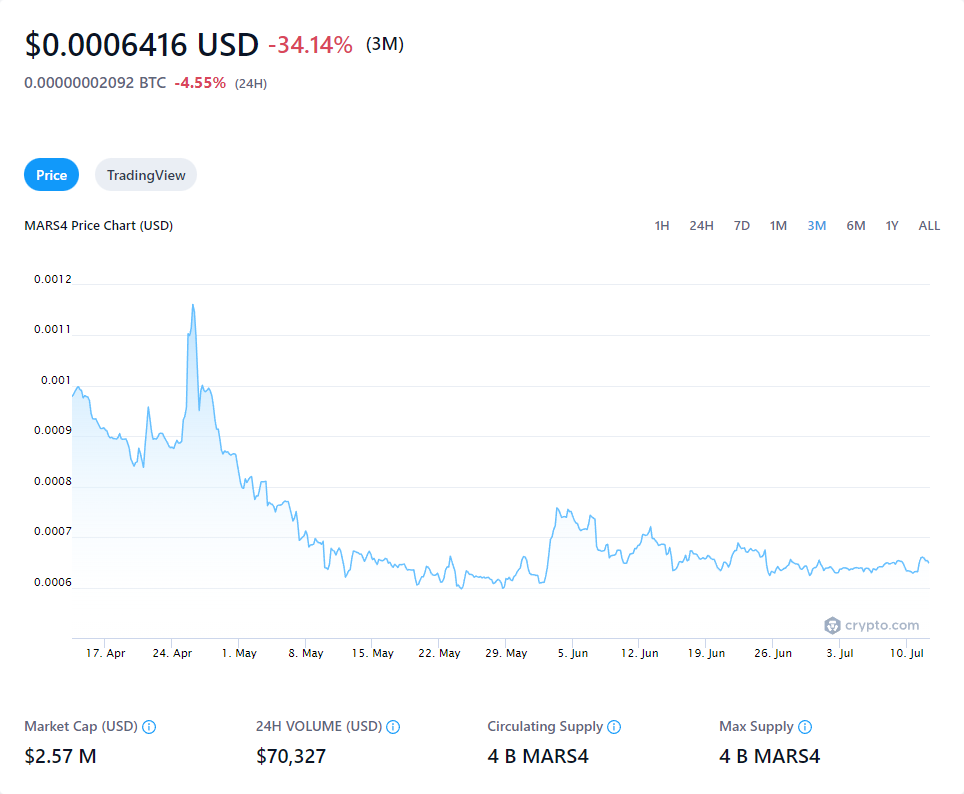 $0.0006416 USD -34.14% (3M)
0.00000002092 BTC -4.55% (24H)
Price TradingView
MARS4 Price Chart (USD) 1H 24H 7D 1M 3M 6M 1Y ALL
0.0012
0.0011
0.001
0.0009
0.0008
0.0007
0.0006
crypto.com
17. Apr 24. Apr 1. May 8. May 15. May 22. May 29. May 5. Jun 12. Jun 19. Jun 26. Jun 3. Jul 10. Jul
Market Cap (USD) 24H VOLUME (USD) Circulating Supply Max Supply
$2.57 M $70,327 4 B MARS4 4 B MARS4